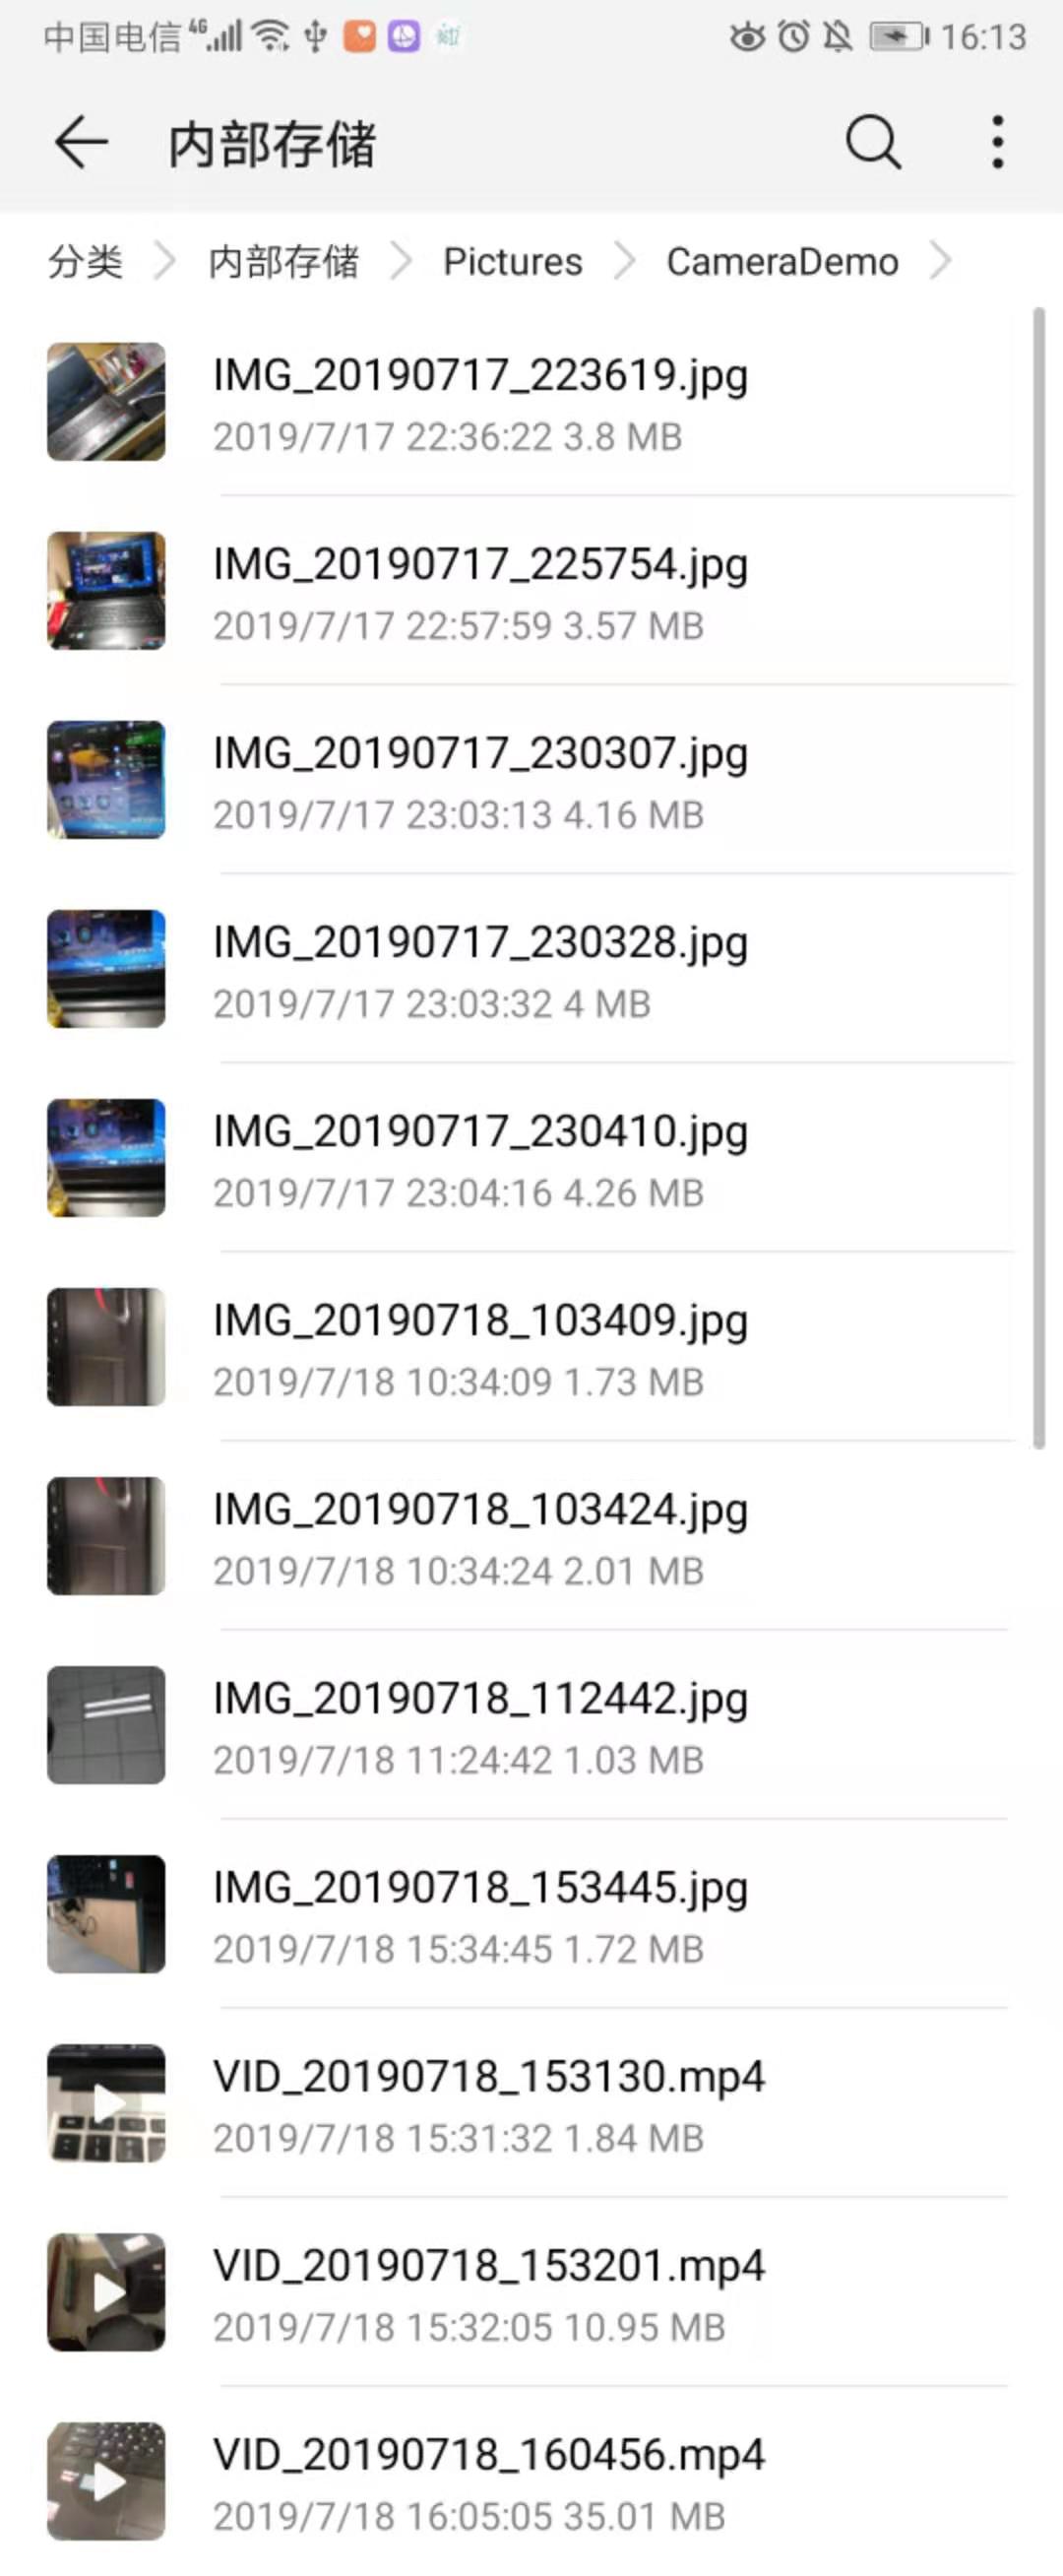 中国电信 4G 16:13
内部存储
分类 内部存储 Pictures CameraDemo
IMG_20190717_223619.jpg
2019/7/17 22:36:22 3.8 MB
IMG_20190717_225754.jpg
2019/7/17 22:57:59 3.57 MB
IMG_20190717_230307.jpg
2019/7/17 23:03:13 4.16 MB
IMG_20190717_230328.jpg
2019/7/17 23:03:32 4 MB
IMG_20190717_230410.jpg
2019/7/17 23:04:16 4.26 MB
IMG_20190718_103409.jpg
2019/7/18 10:34:09 1.73 MB
IMG_20190718_103424.jpg
2019/7/18 10:34:24 2.01 MB
IMG_20190718_112442.jpg
2019/7/18 11:24:42 1.03 MB
IMG_20190718_153445.jpg
2019/7/18 15:34:45 1.72 MB
VID_20190718_153130.mp4
2019/7/18 15:31:32 1.84 MB
VID_20190718_153201.mp4
2019/7/18 15:32:05 10.95 MB
VID_20190718_160456.mp4
2019/7/18 16:05:05 35.01 MB